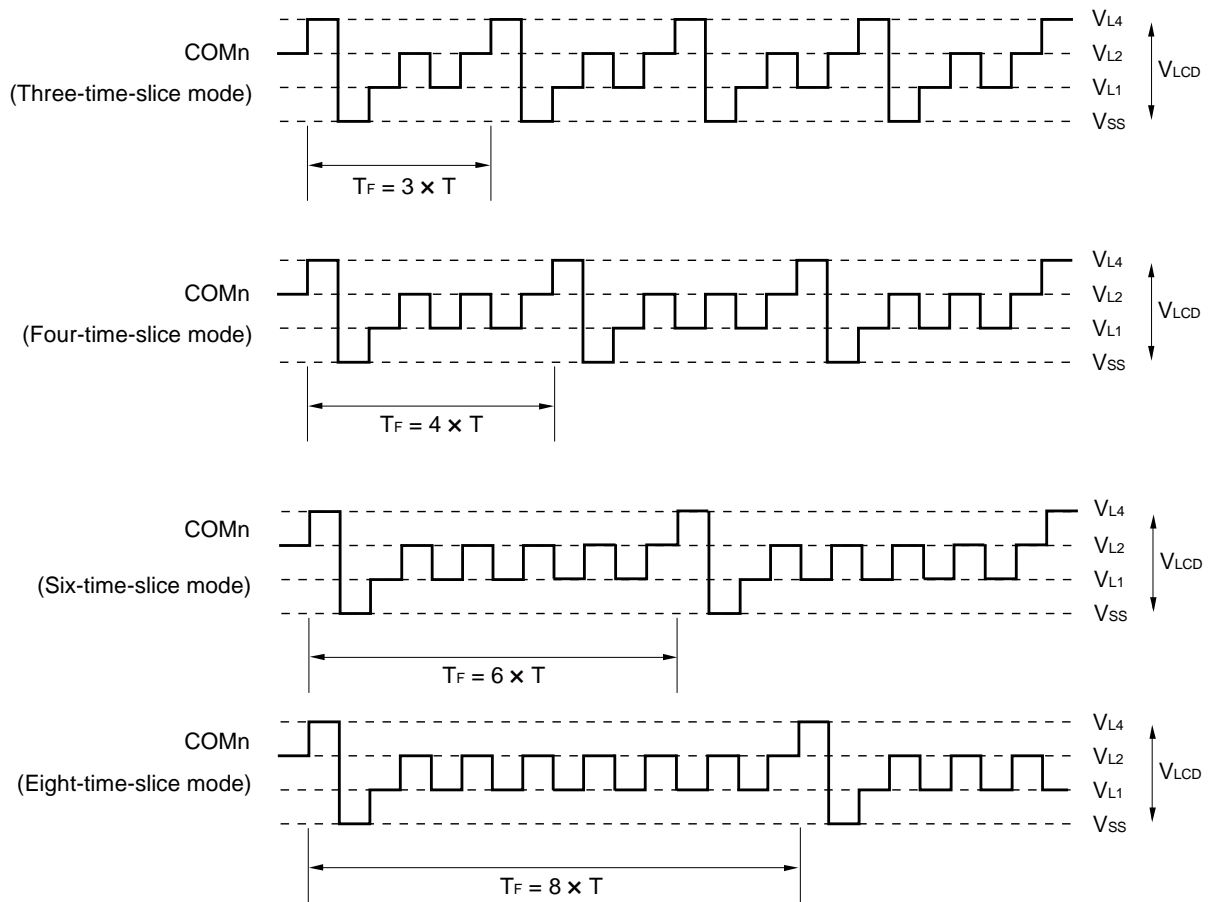 COMn
(Three-time-slice mode)
VL4
VL2
VL1
VSS
VLCD
TF = 3 × T
COMn
(Four-time-slice mode)
VL4
VL2
VL1
VSS
VLCD
TF = 4 × T
COMn
(Six-time-slice mode)
VL4
VL2
VL1
VSS
VLCD
TF = 6 × T
COMn
(Eight-time-slice mode)
VL4
VL2
VL1
VSS
VLCD
TF = 8 × T